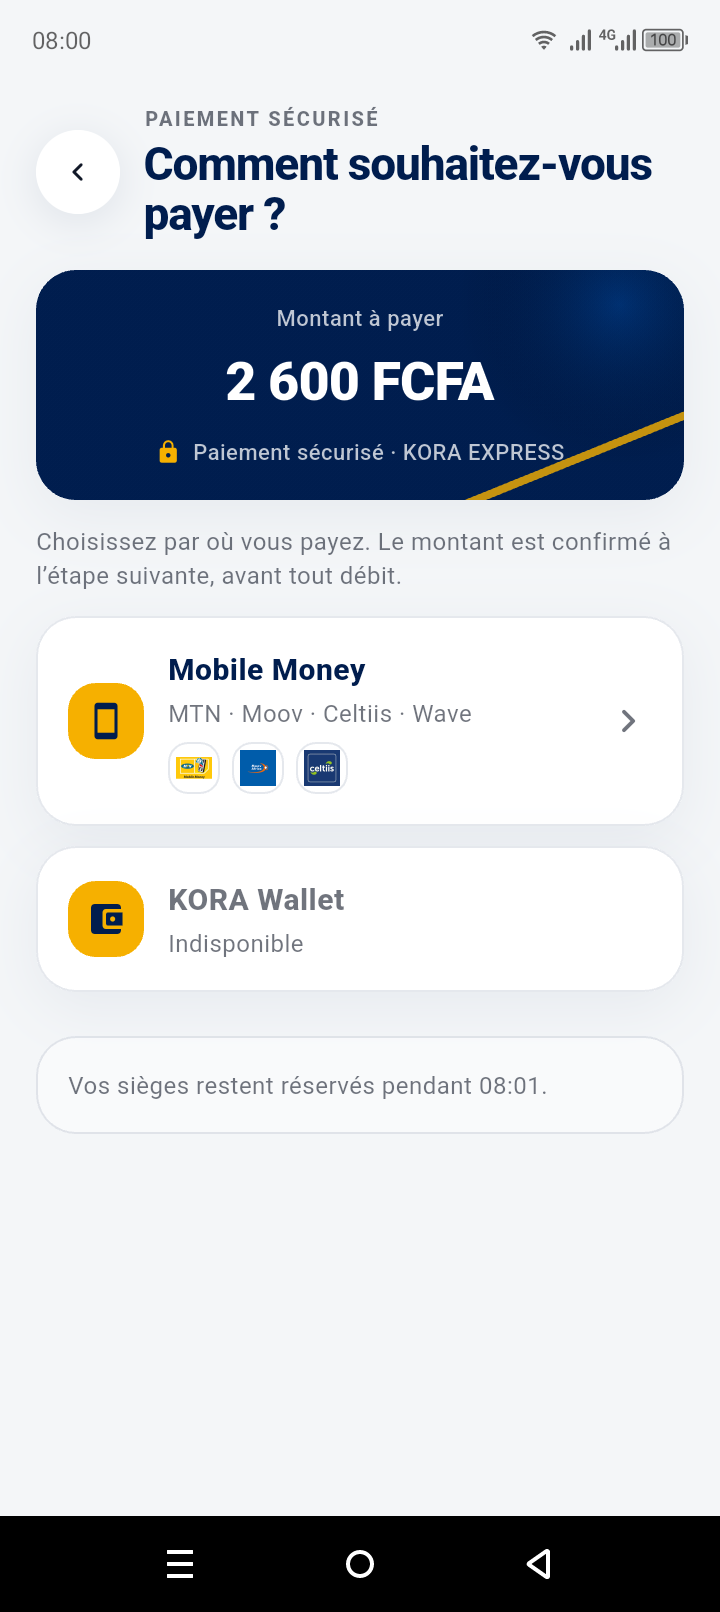 08:00
4G
100
PAIEMENT SÉCURISÉ
Comment souhaitez-vous
payer ?
Montant à payer
2 600 FCFA
Paiement sécurisé · KORA EXPRESS
Choisissez par où vous payez. Le montant est confirmé à
l’étape suivante, avant tout débit.
Mobile Money
MTN · Moov · Celtiis · Wave
celtiis
KORA Wallet
Indisponible
Vos sièges restent réservés pendant 08:01.